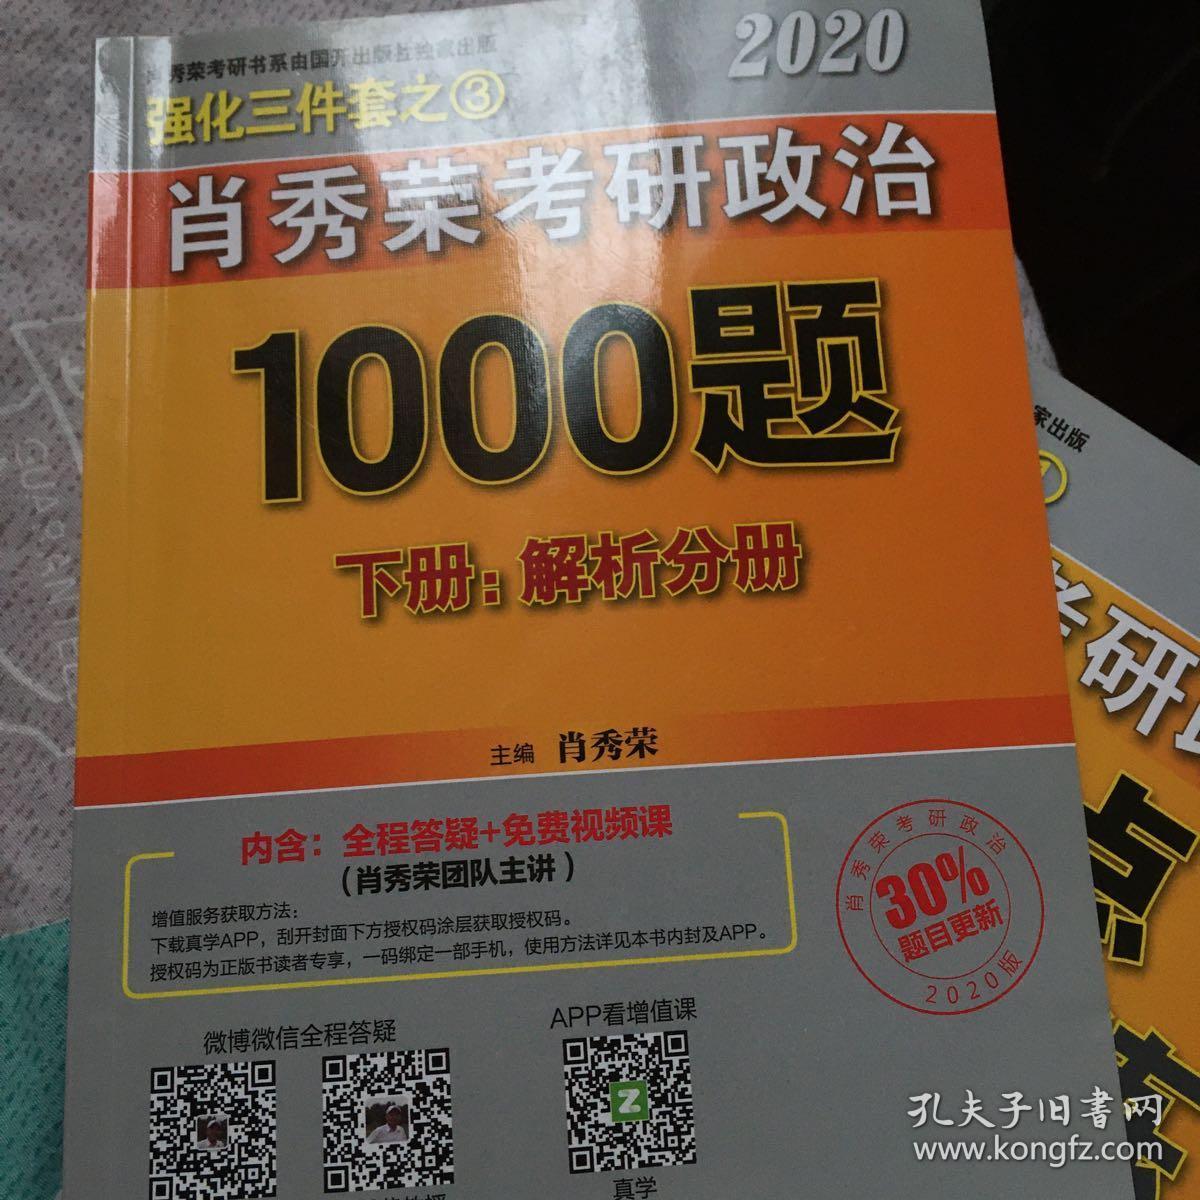 肖秀荣考研书系由国开出版社独家出版
2020
强化三件套之③
肖秀荣考研政治
1000题
下册：解析分册
主编 肖秀荣
内含：全程答疑+免费视频课
（肖秀荣团队主讲）
增值服务获取方法：
下载真学APP，刮开封面下方授权码涂层获取授权码。
授权码为正版书读者专享，一码绑定一部手机，使用方法详见本书内封及APP。
肖秀荣考研政治
30%
题目更新
2020版
微博微信全程答疑
APP看增值课
真学
家出版
1
考研政
点
孔夫子旧書网
www.kongfz.com